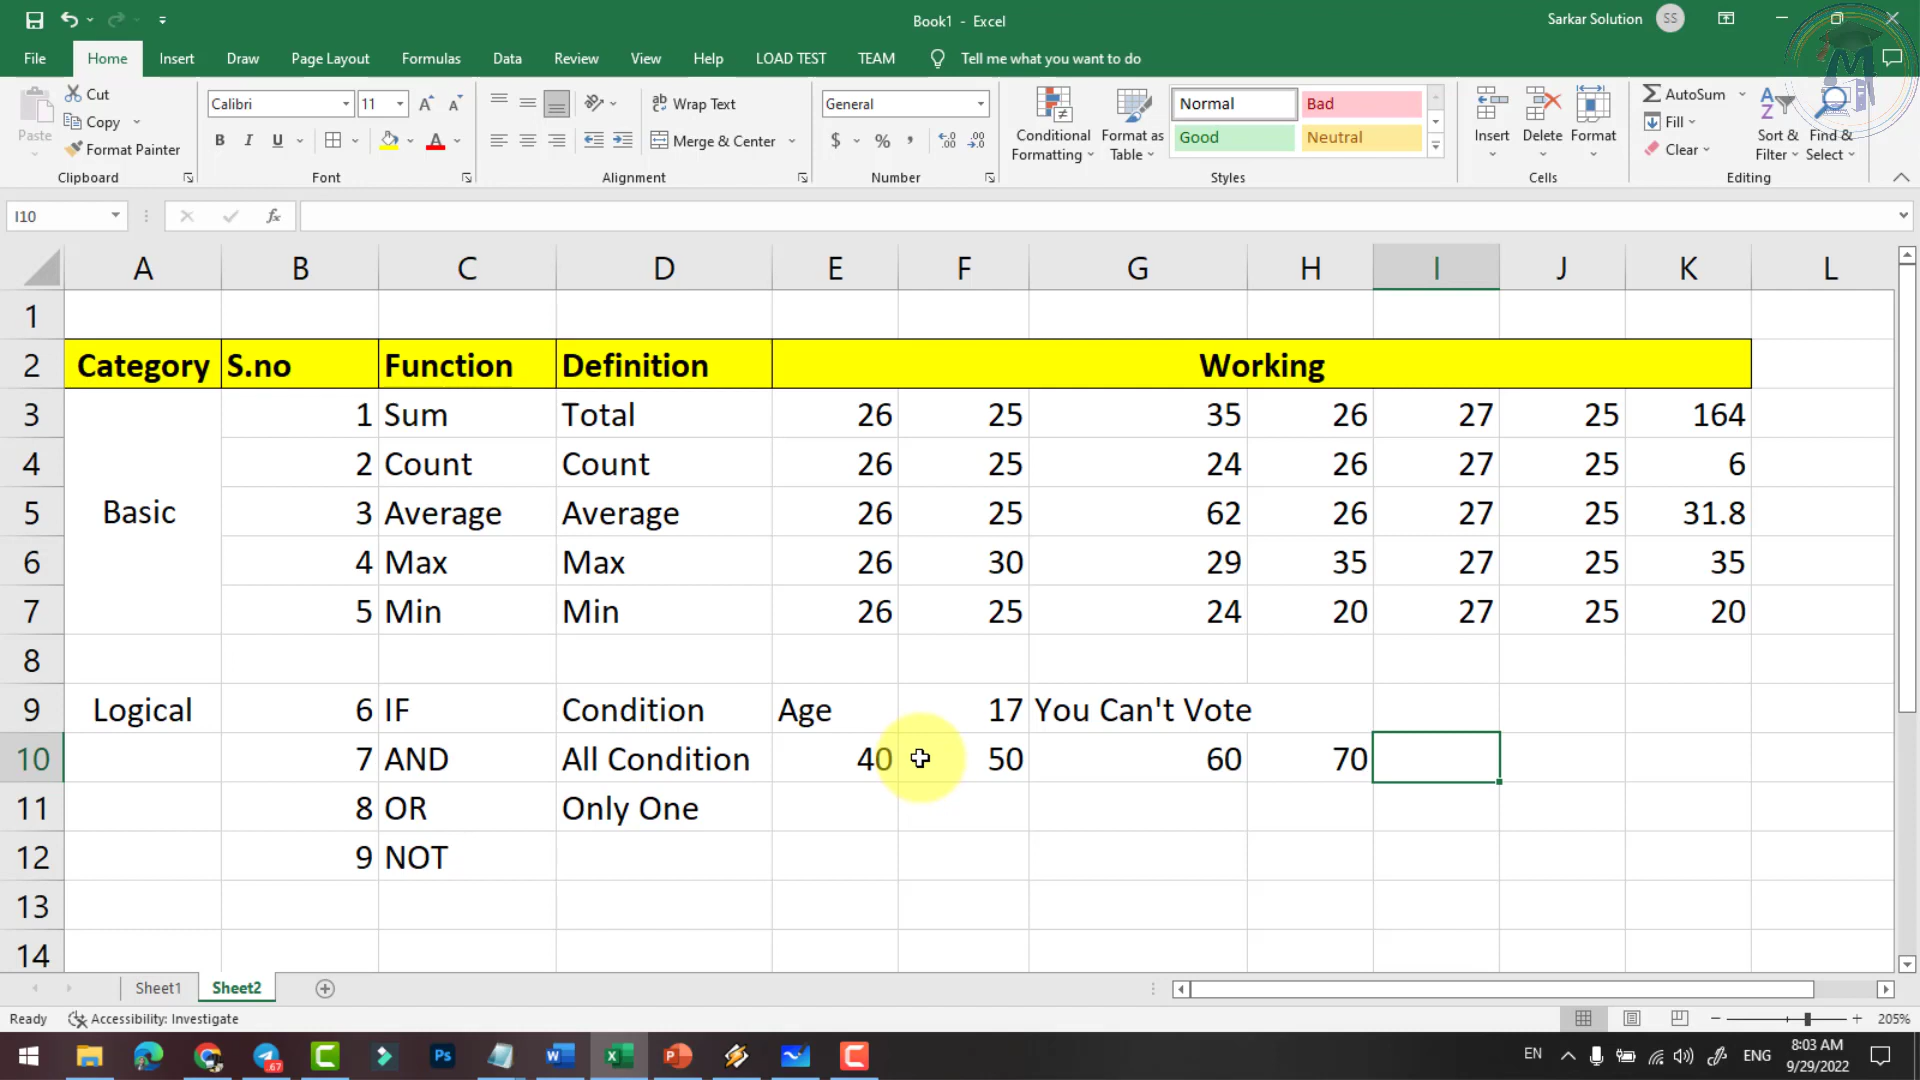 Book1 - Excel
Sarkar Solution SS
File Home Insert Draw Page Layout Formulas Data Review View Help LOAD TEST TEAM Tell me what you want to do
Paste
Cut
Copy
Format Painter
Clipboard
Calibri 11
B I U
Font
Wrap Text
Merge & Center
Alignment
General
$ % ,
Number
Conditional Formatting
Format as Table
Normal Bad
Good Neutral
Styles
Insert Delete Format
Cells
AutoSum
Fill
Clear
Sort & Filter
Find & Select
Editing
I10 fx
A B C D E F G H I J K L
1
2 Category S.no Function Definition Working
3 1 Sum Total 26 25 35 26 27 25 164
4 2 Count Count 26 25 24 26 27 25 6
5 Basic 3 Average Average 26 25 62 26 27 25 31.8
6 4 Max Max 26 30 29 35 27 25 35
7 5 Min Min 26 25 24 20 27 25 20
8
9 Logical 6 IF Condition Age 17 You Can't Vote
10 7 AND All Condition 40 50 60 70
11 8 OR Only One
12 9 NOT
13
14
Sheet1 Sheet2
Ready Accessibility: Investigate 205%
EN ENG 8:03 AM
9/29/2022